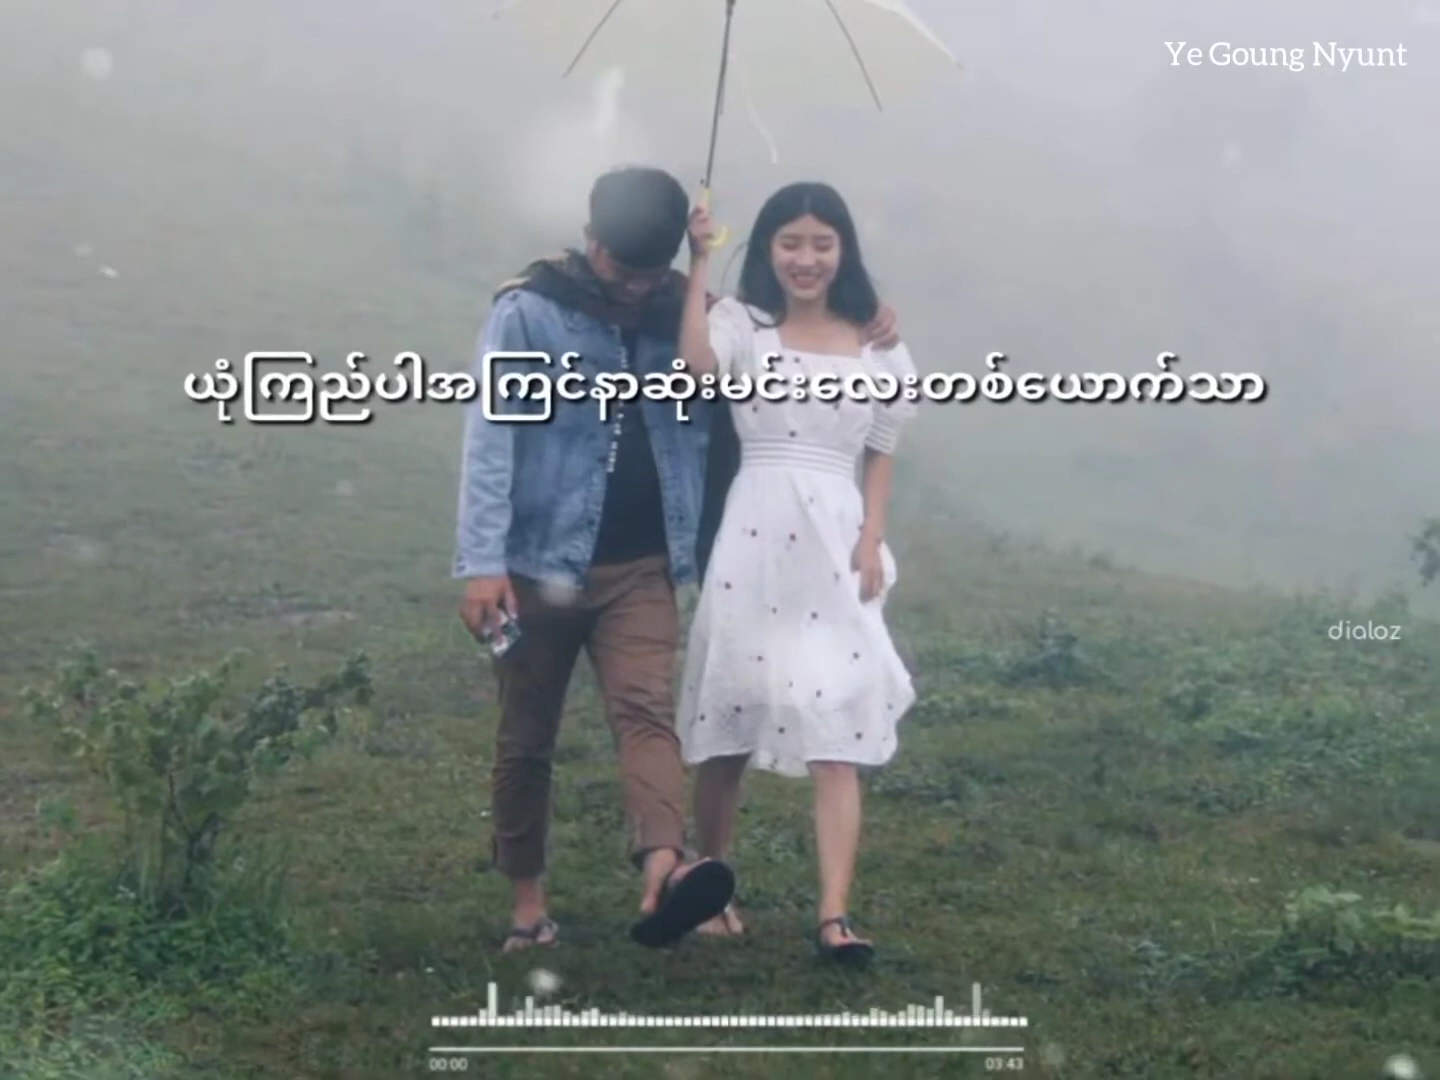 Ye Goung Nyunt
ယုံကြည်ပါအကြင်နာဆုံးမင်းလေးတစ်ယောက်သာ
dialoz
00:00
03:43